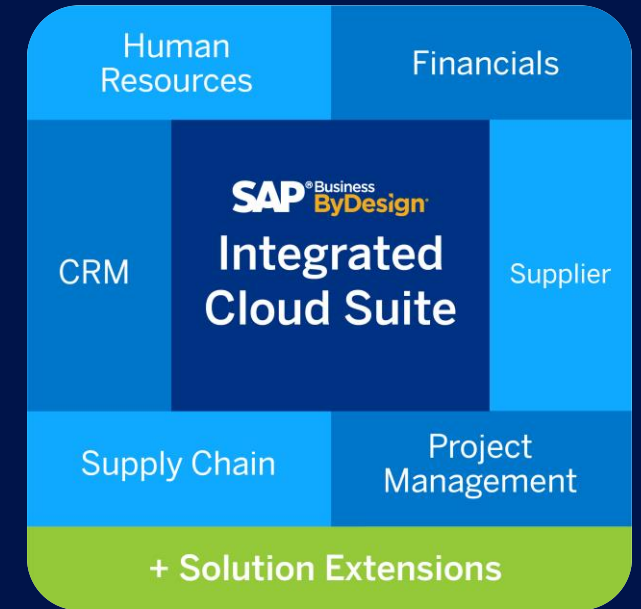 Human
Resources
Financials
SAP® Business
ByDesign
Integrated
Cloud Suite
CRM
Supplier
Supply Chain
Project
Management
+ Solution Extensions